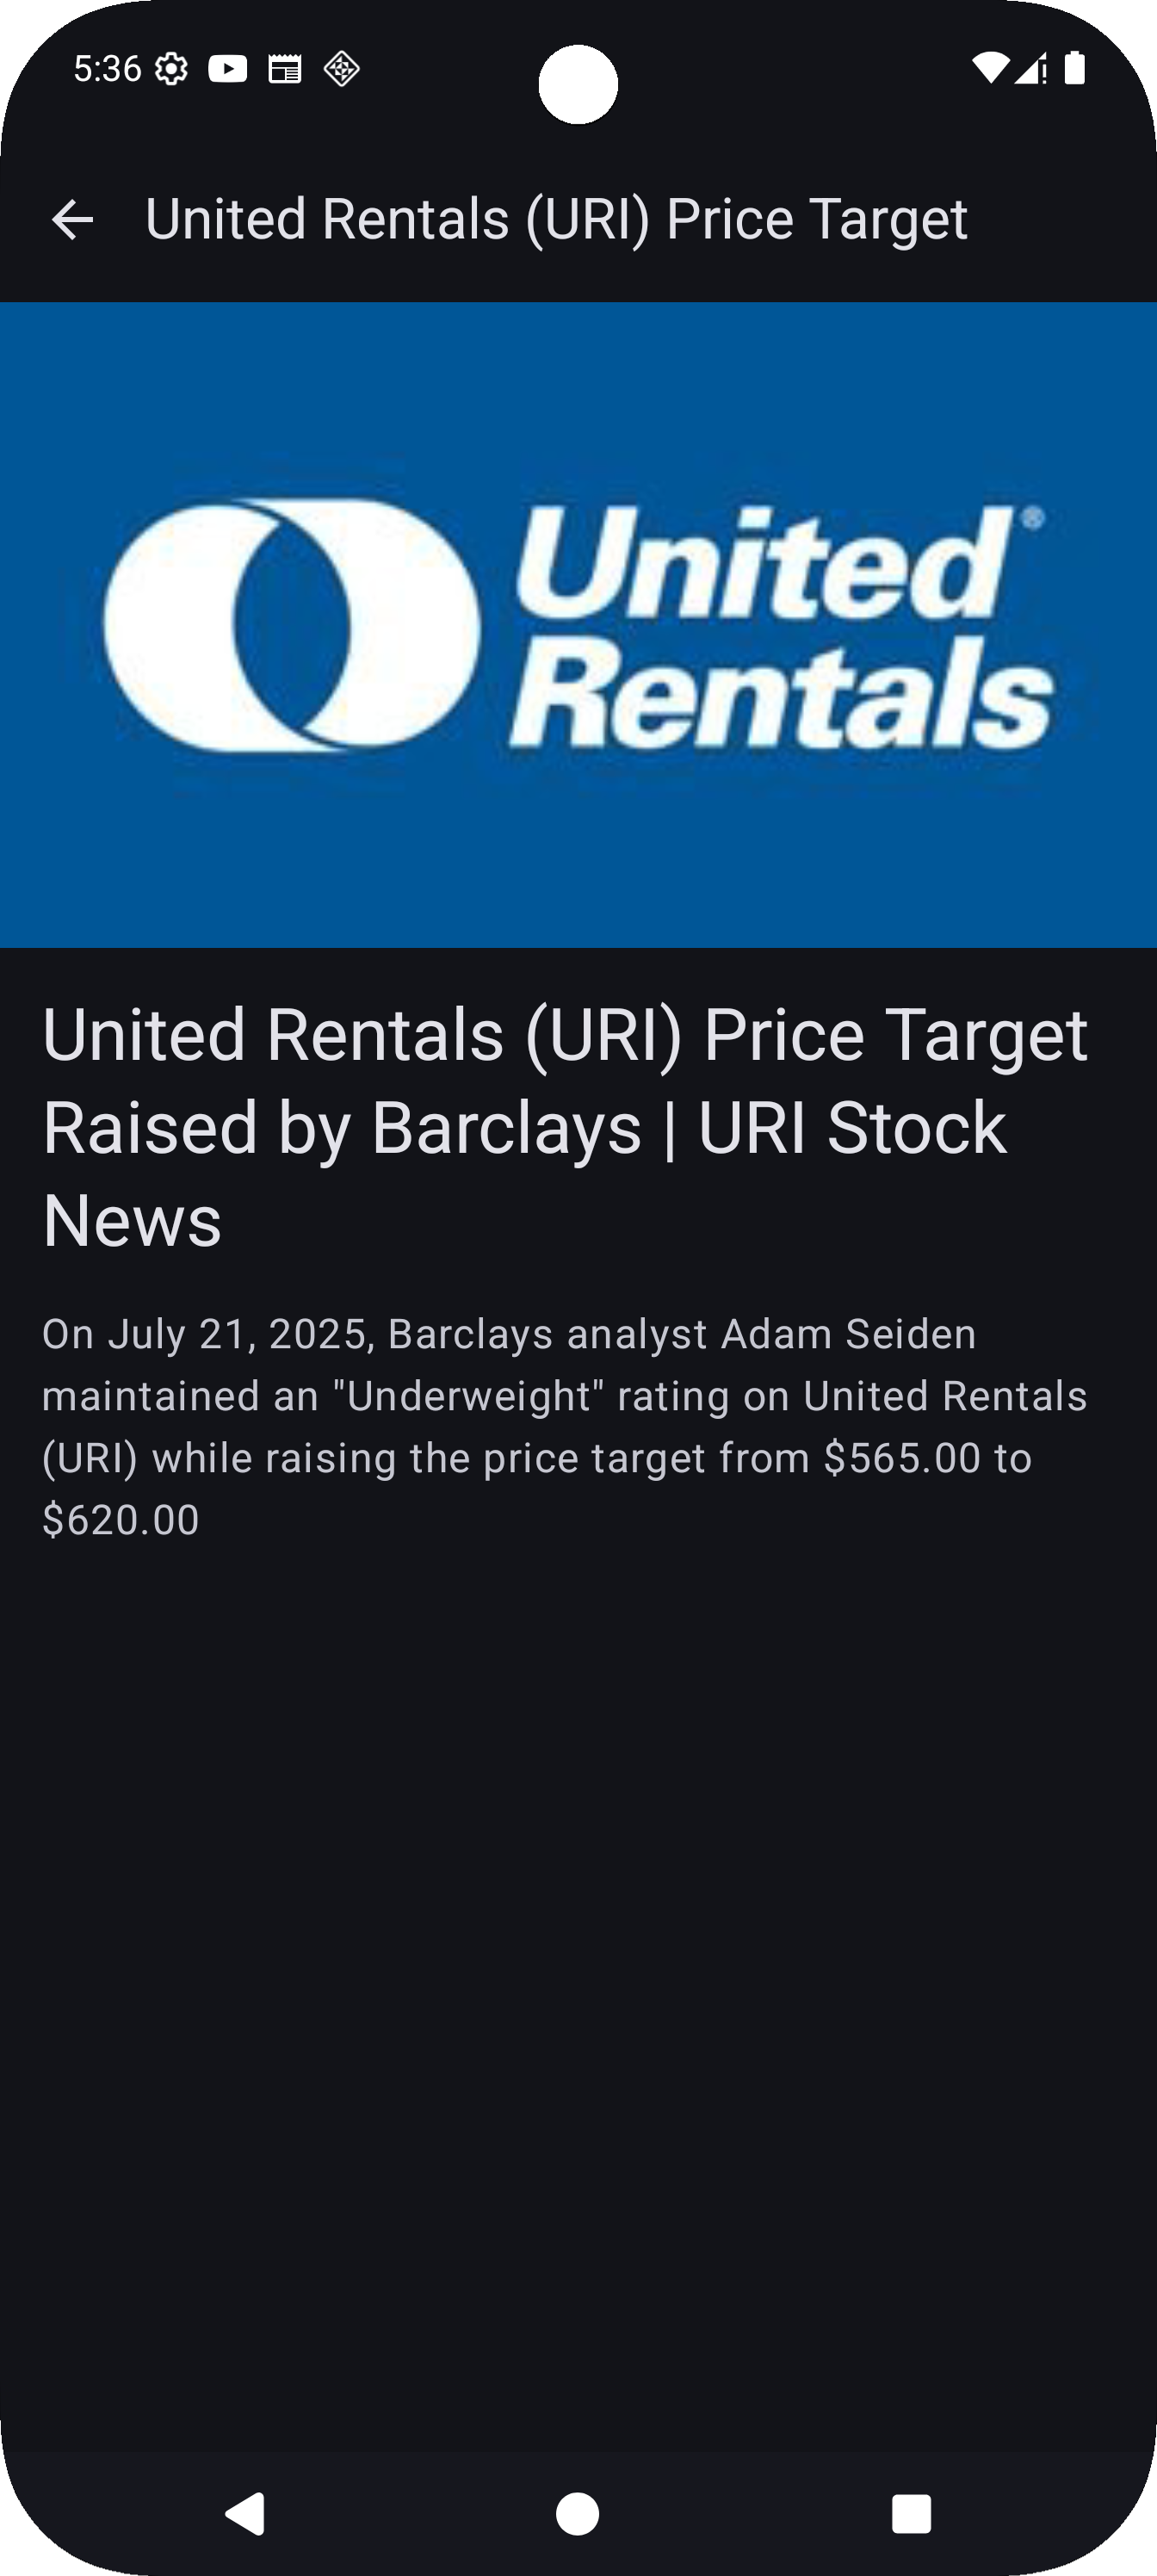 5:36
United Rentals (URI) Price Target
United®
Rentals
United Rentals (URI) Price Target
Raised by Barclays | URI Stock
News
On July 21, 2025, Barclays analyst Adam Seiden
maintained an "Underweight" rating on United Rentals
(URI) while raising the price target from $565.00 to
$620.00